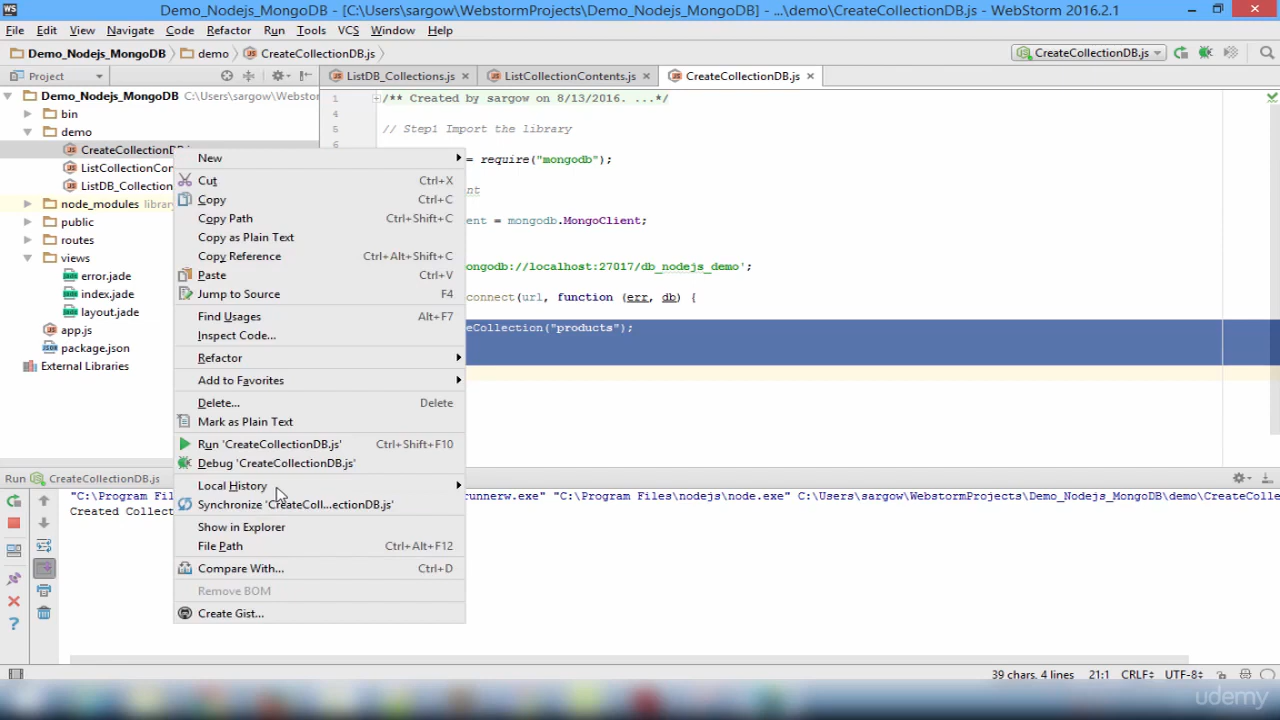 WS
Demo_Nodejs_MongoDB - [C:\Users\sargow\WebstormProjects\Demo_Nodejs_MongoDB] - ...\demo\CreateCollectionDB.js - WebStorm 2016.2.1
File Edit View Navigate Code Refactor Run Tools VCS Window Help
Demo_Nodejs_MongoDB demo CreateCollectionDB.js CreateCollectionDB.js
Project ListDB_Collections.js ListCollectionContents.js CreateCollectionDB.js
Demo_Nodejs_MongoDB C:\Users\sargow\Websto
bin
demo
CreateCollectionDB
ListCollectionCon
ListDB_Collection
node_modules library
public
routes
views
error.jade
index.jade
layout.jade
app.js
package.json
External Libraries
1 /** Created by sargow on 8/13/2016. ...*/
4
5 // Step1 Import the library
6
= require("mongodb");
nt
ent = mongodb.MongoClient;
ongodb://localhost:27017/db_nodejs_demo';
connect(url, function (err, db) {
eCollection("products");
New
Cut Ctrl+X
Copy Ctrl+C
Copy Path Ctrl+Shift+C
Copy as Plain Text
Copy Reference Ctrl+Alt+Shift+C
Paste Ctrl+V
Jump to Source F4
Find Usages Alt+F7
Inspect Code...
Refactor
Add to Favorites
Delete... Delete
Mark as Plain Text
Run 'CreateCollectionDB.js' Ctrl+Shift+F10
Debug 'CreateCollectionDB.js'
Local History
Synchronize 'CreateColl...ectionDB.js'
Show in Explorer
File Path Ctrl+Alt+F12
Compare With... Ctrl+D
Remove BOM
Create Gist...
Run CreateCollectionDB.js
"C:\Program Fil runnerw.exe" "C:\Program Files\nodejs\node.exe" C:\Users\sargow\WebstormProjects\Demo_Nodejs_MongoDB\demo\CreateColle
Created Collect
39 chars, 4 lines 21:1 CRLF UTF-8
udemy